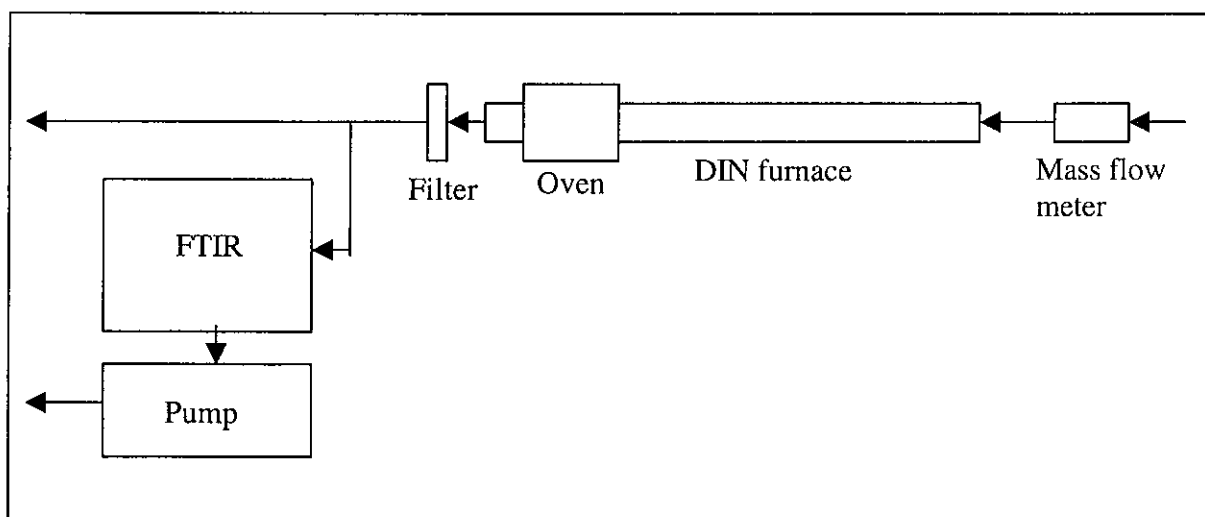 Filter
Oven
DIN furnace
Mass flow
meter
FTIR
Pump